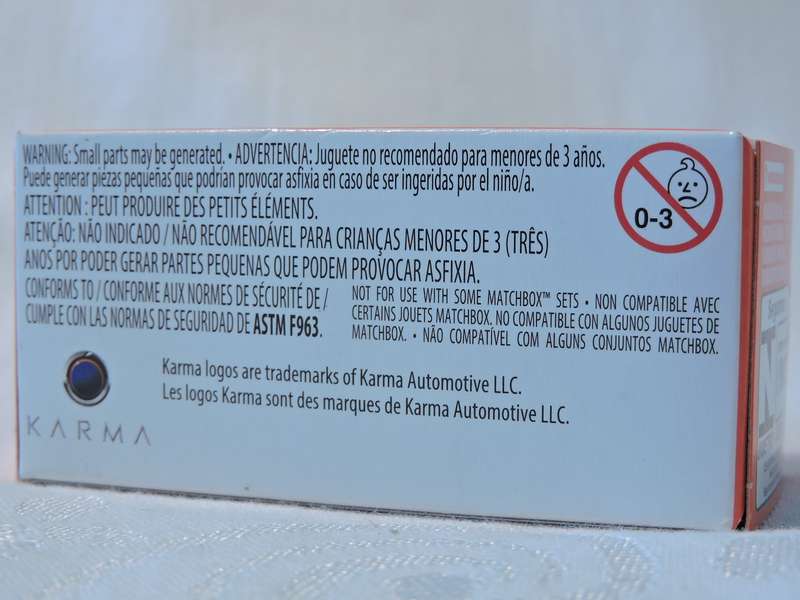 WARNING: Small parts may be generated. • ADVERTENCIA: Juguete no recomendado para menores de 3 años.
Puede generar piezas pequeñas que podrían provocar asfixia en caso de ser ingeridas por el niño/a.
ATTENTION : PEUT PRODUIRE DES PETITS ÉLÉMENTS.
ATENÇÃO: NÃO INDICADO / NÃO RECOMENDÁVEL PARA CRIANÇAS MENORES DE 3 (TRÊS)
ANOS POR PODER GERAR PARTES PEQUENAS QUE PODEM PROVOCAR ASFIXIA.
0-3
CONFORMS TO / CONFORME AUX NORMES DE SÉCURITÉ DE /
CUMPLE CON LAS NORMAS DE SEGURIDAD DE ASTM F963.
NOT FOR USE WITH SOME MATCHBOX™ SETS • NON COMPATIBLE AVEC
CERTAINS JOUETS MATCHBOX. NO COMPATIBLE CON ALGUNOS JUGUETES DE
MATCHBOX. • NÃO COMPATÍVEL COM ALGUNS CONJUNTOS MATCHBOX.
KARMA
Karma logos are trademarks of Karma Automotive LLC.
Les logos Karma sont des marques de Karma Automotive LLC.